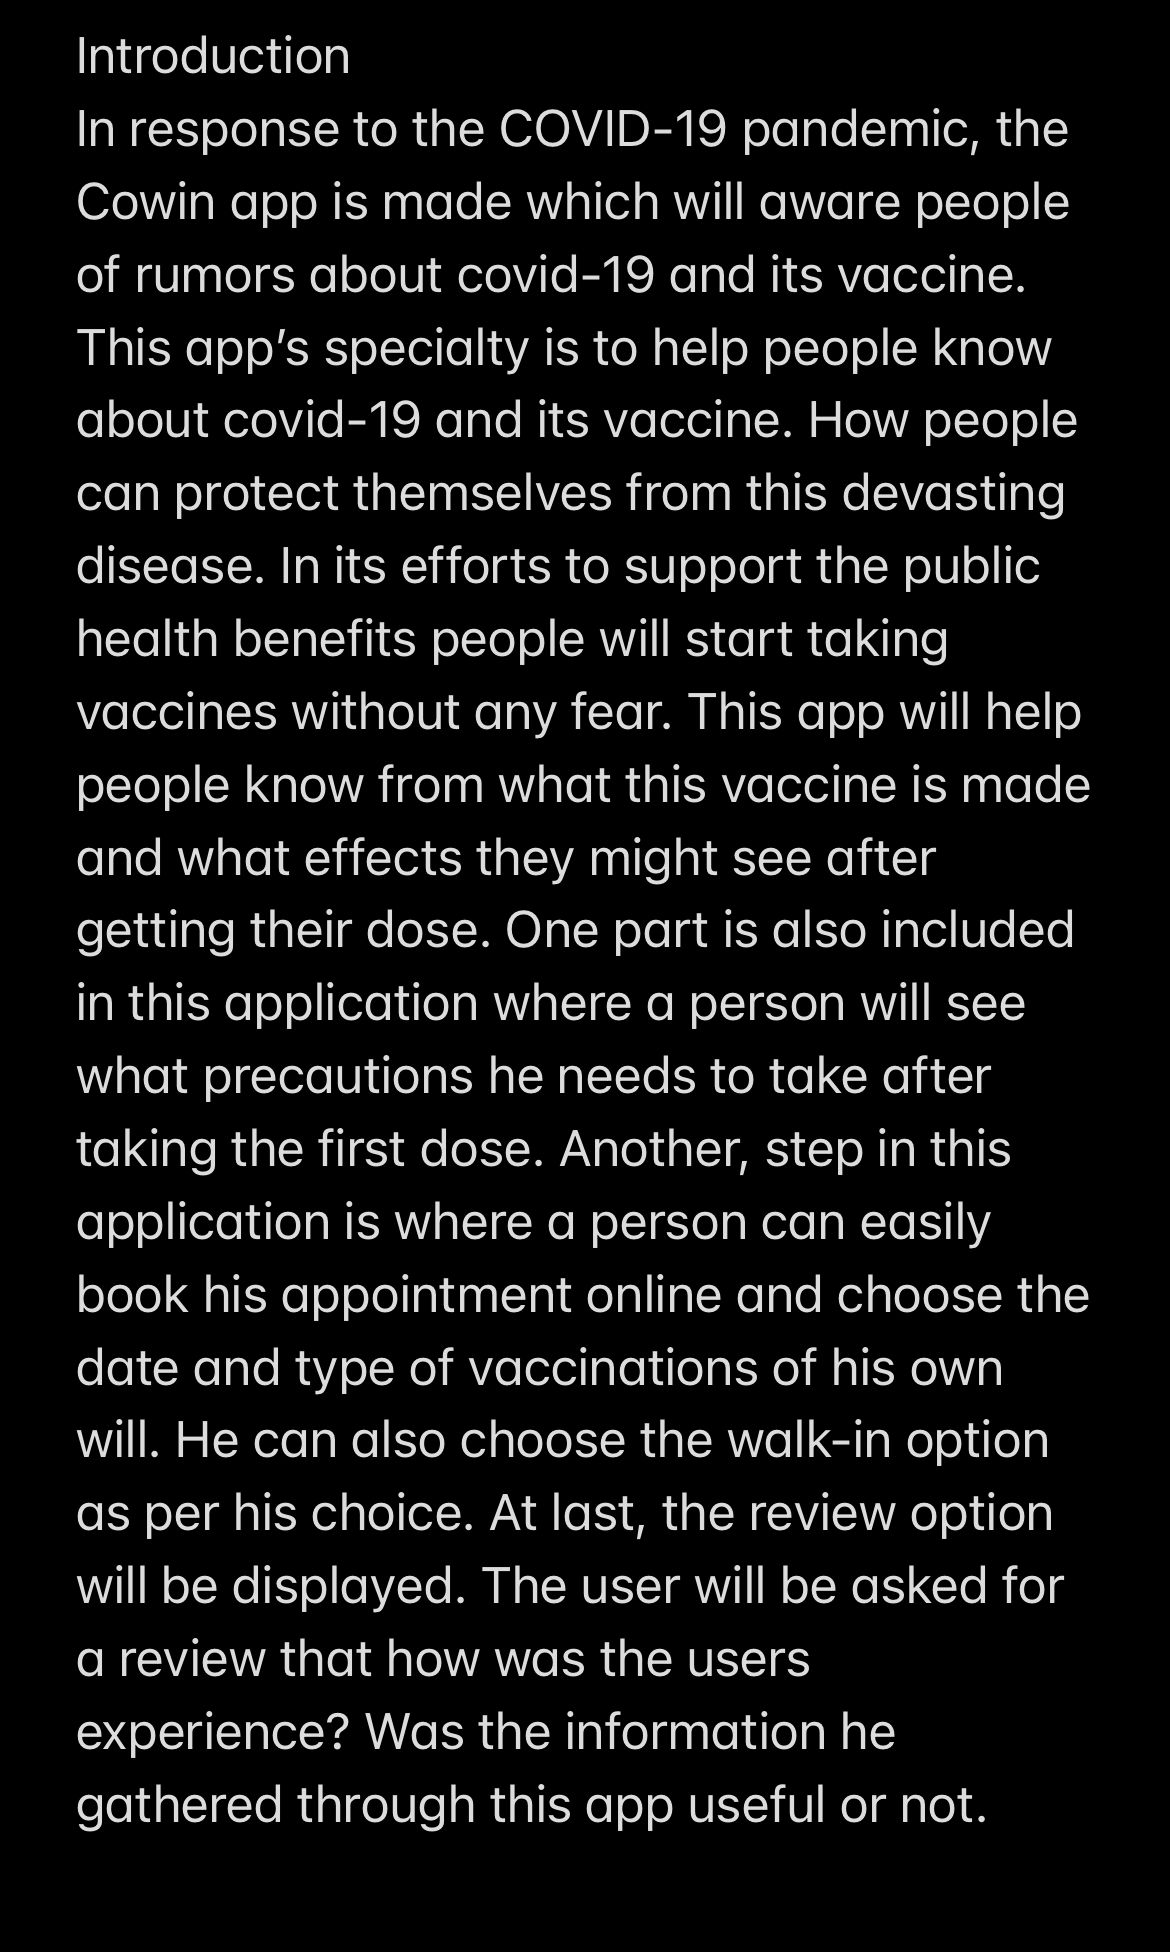 Introduction
In response to the COVID-19 pandemic, the
Cowin app is made which will aware people
of rumors about covid-19 and its vaccine.
This app’s specialty is to help people know
about covid-19 and its vaccine. How people
can protect themselves from this devasting
disease. In its efforts to support the public
health benefits people will start taking
vaccines without any fear. This app will help
people know from what this vaccine is made
and what effects they might see after
getting their dose. One part is also included
in this application where a person will see
what precautions he needs to take after
taking the first dose. Another, step in this
application is where a person can easily
book his appointment online and choose the
date and type of vaccinations of his own
will. He can also choose the walk-in option
as per his choice. At last, the review option
will be displayed. The user will be asked for
a review that how was the users
experience? Was the information he
gathered through this app useful or not.